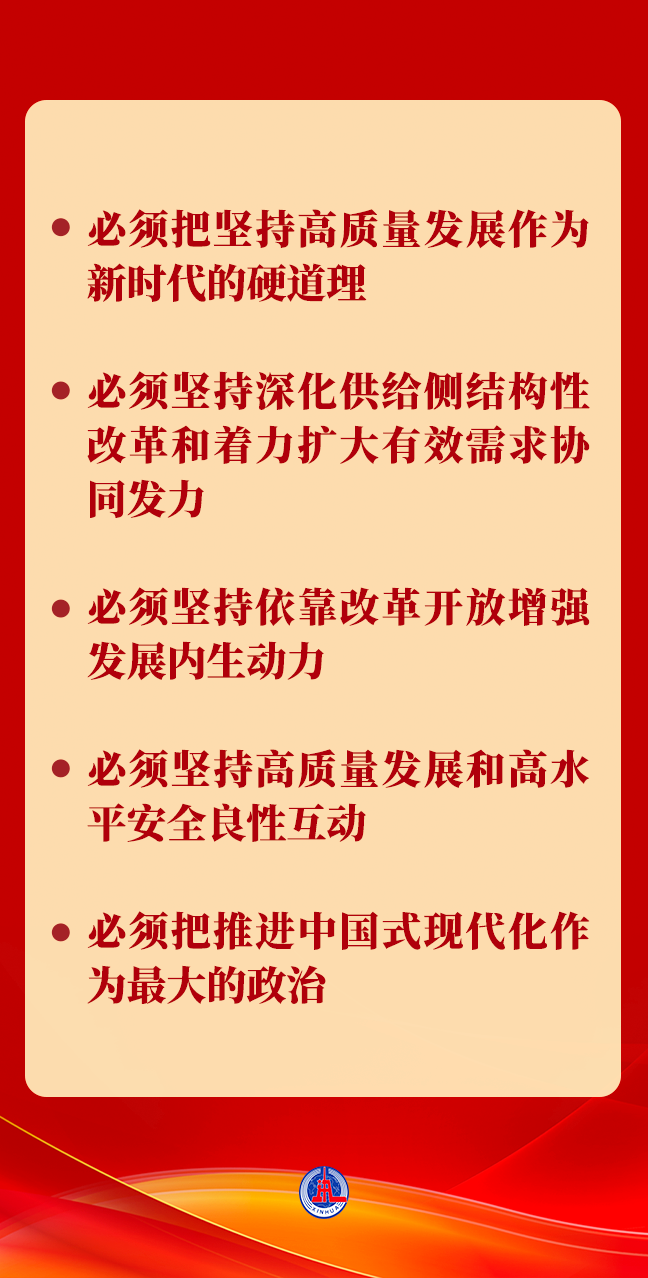 必须把坚持高质量发展作为
新时代的硬道理
必须坚持深化供给侧结构性
改革和着力扩大有效需求协
同发力
必须坚持依靠改革开放增强
发展内生动力
必须坚持高质量发展和高水
平安全良性互动
必须把推进中国式现代化作
为最大的政治
XINHUA